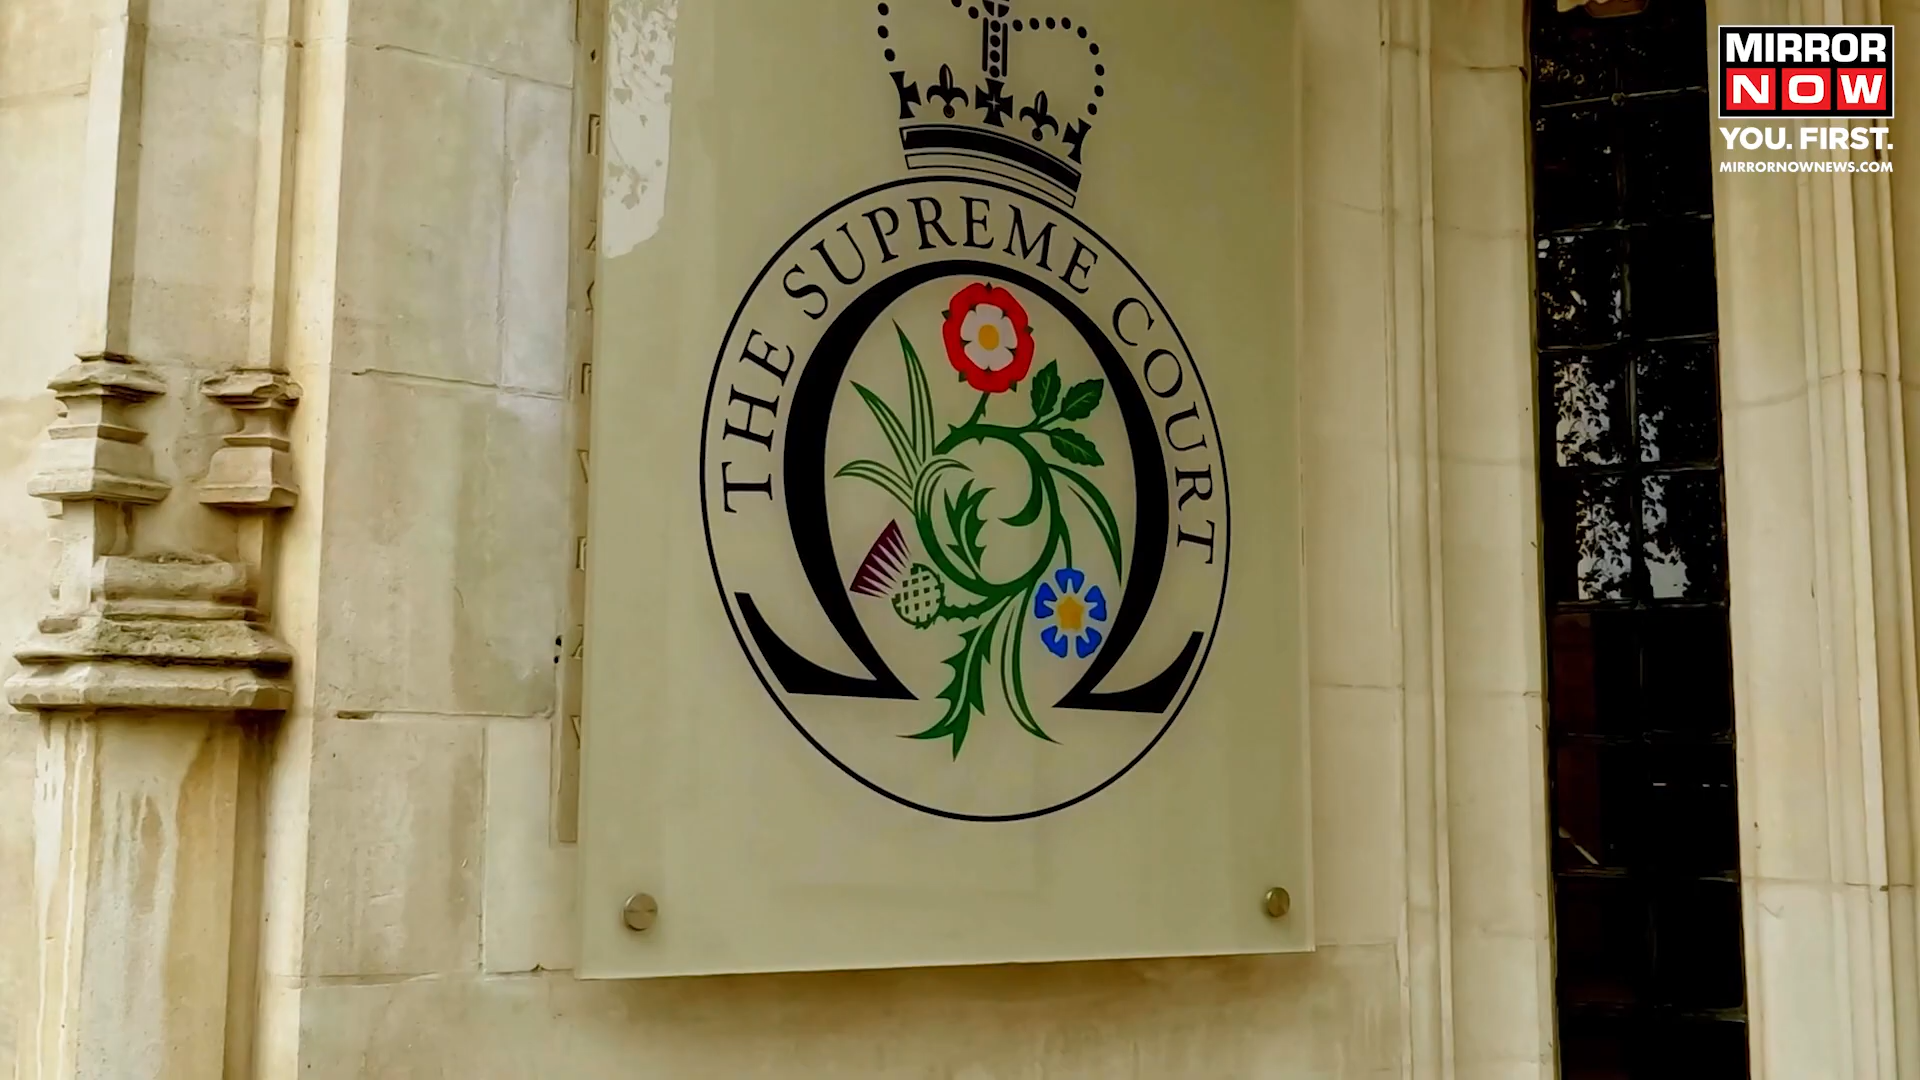 THE SUPREME COURT
MIRROR
NOW
YOU. FIRST.
MIRRORNOWNEWS.COM